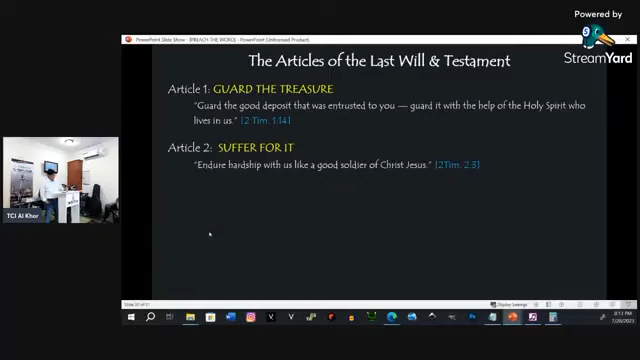 Powered by
StreamYard
PowerPoint Slide Show - [PREACH THE WORD] - PowerPoint (Unlicensed Product)
The Articles of the Last Will & Testament
Article 1: GUARD THE TREASURE
"Guard the good deposit that was entrusted to you — guard it with the help of the Holy Spirit who
lives in us." [2 Tim. 1:14]
Article 2: SUFFER FOR IT
"Endure hardship with us like a good soldier of Christ Jesus." [2Tim. 2:3]
TCI Al Khor
Display Settings